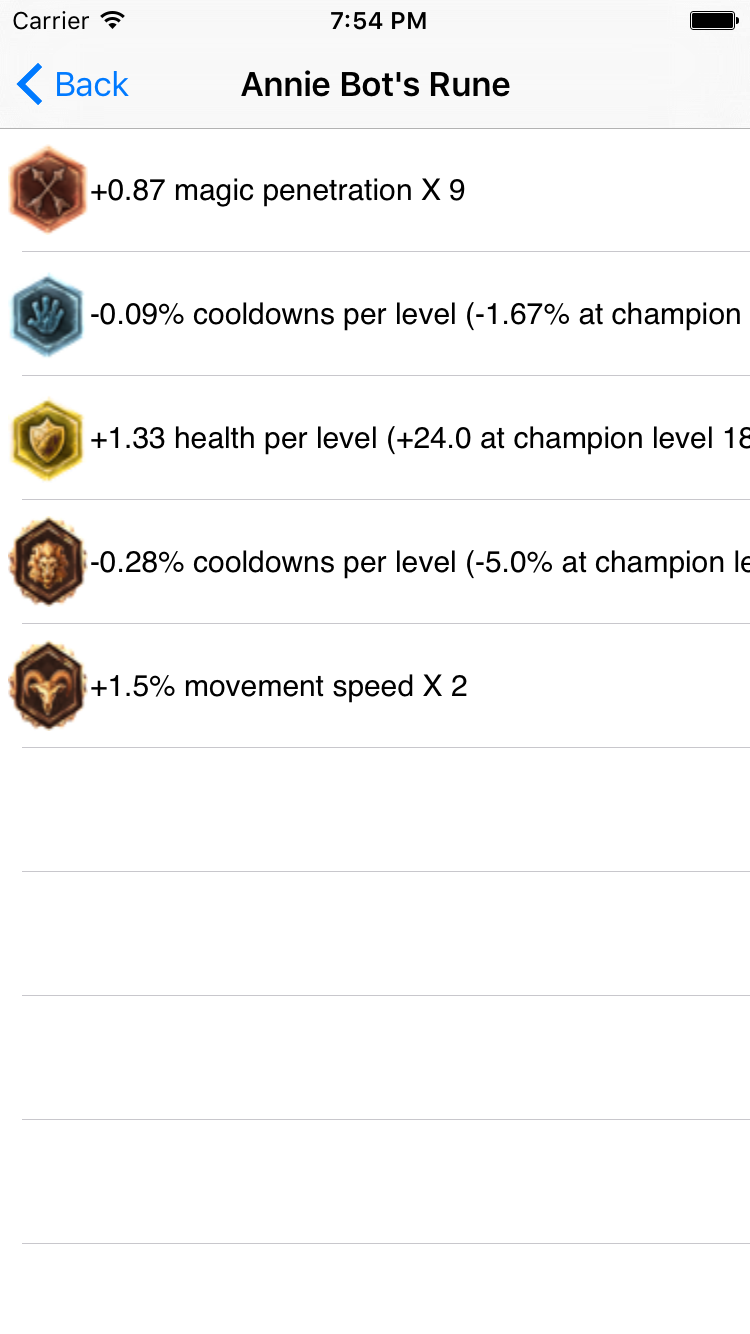 Carrier 7:54 PM
Back Annie Bot's Rune
+0.87 magic penetration X 9
-0.09% cooldowns per level (-1.67% at champion
+1.33 health per level (+24.0 at champion level 18
-0.28% cooldowns per level (-5.0% at champion le
+1.5% movement speed X 2